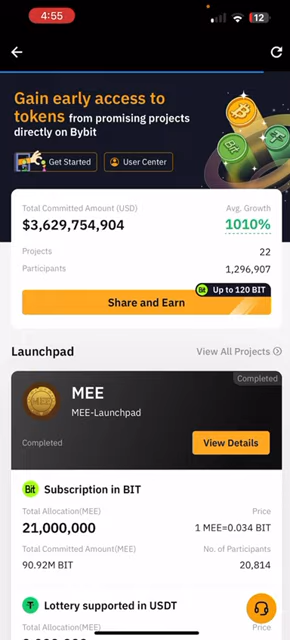 4:55
12
Gain early access to
tokens from promising projects
directly on Bybit
Get Started
User Center
Total Committed Amount (USD)
Avg. Growth
$3,629,754,904
1010%
Projects
22
Participants
1,296,907
Bit Up to 120 BIT
Share and Earn
Launchpad
View All Projects
Completed
MEE
MEE
MEE-Launchpad
Completed
View Details
Bit Subscription in BIT
Total Allocation(MEE)
Price
21,000,000
1 MEE=0.034 BIT
Total Committed Amount(MEE)
No. of Participants
90.92M BIT
20,814
Lottery supported in USDT
Total Allocation(MEE)
Price